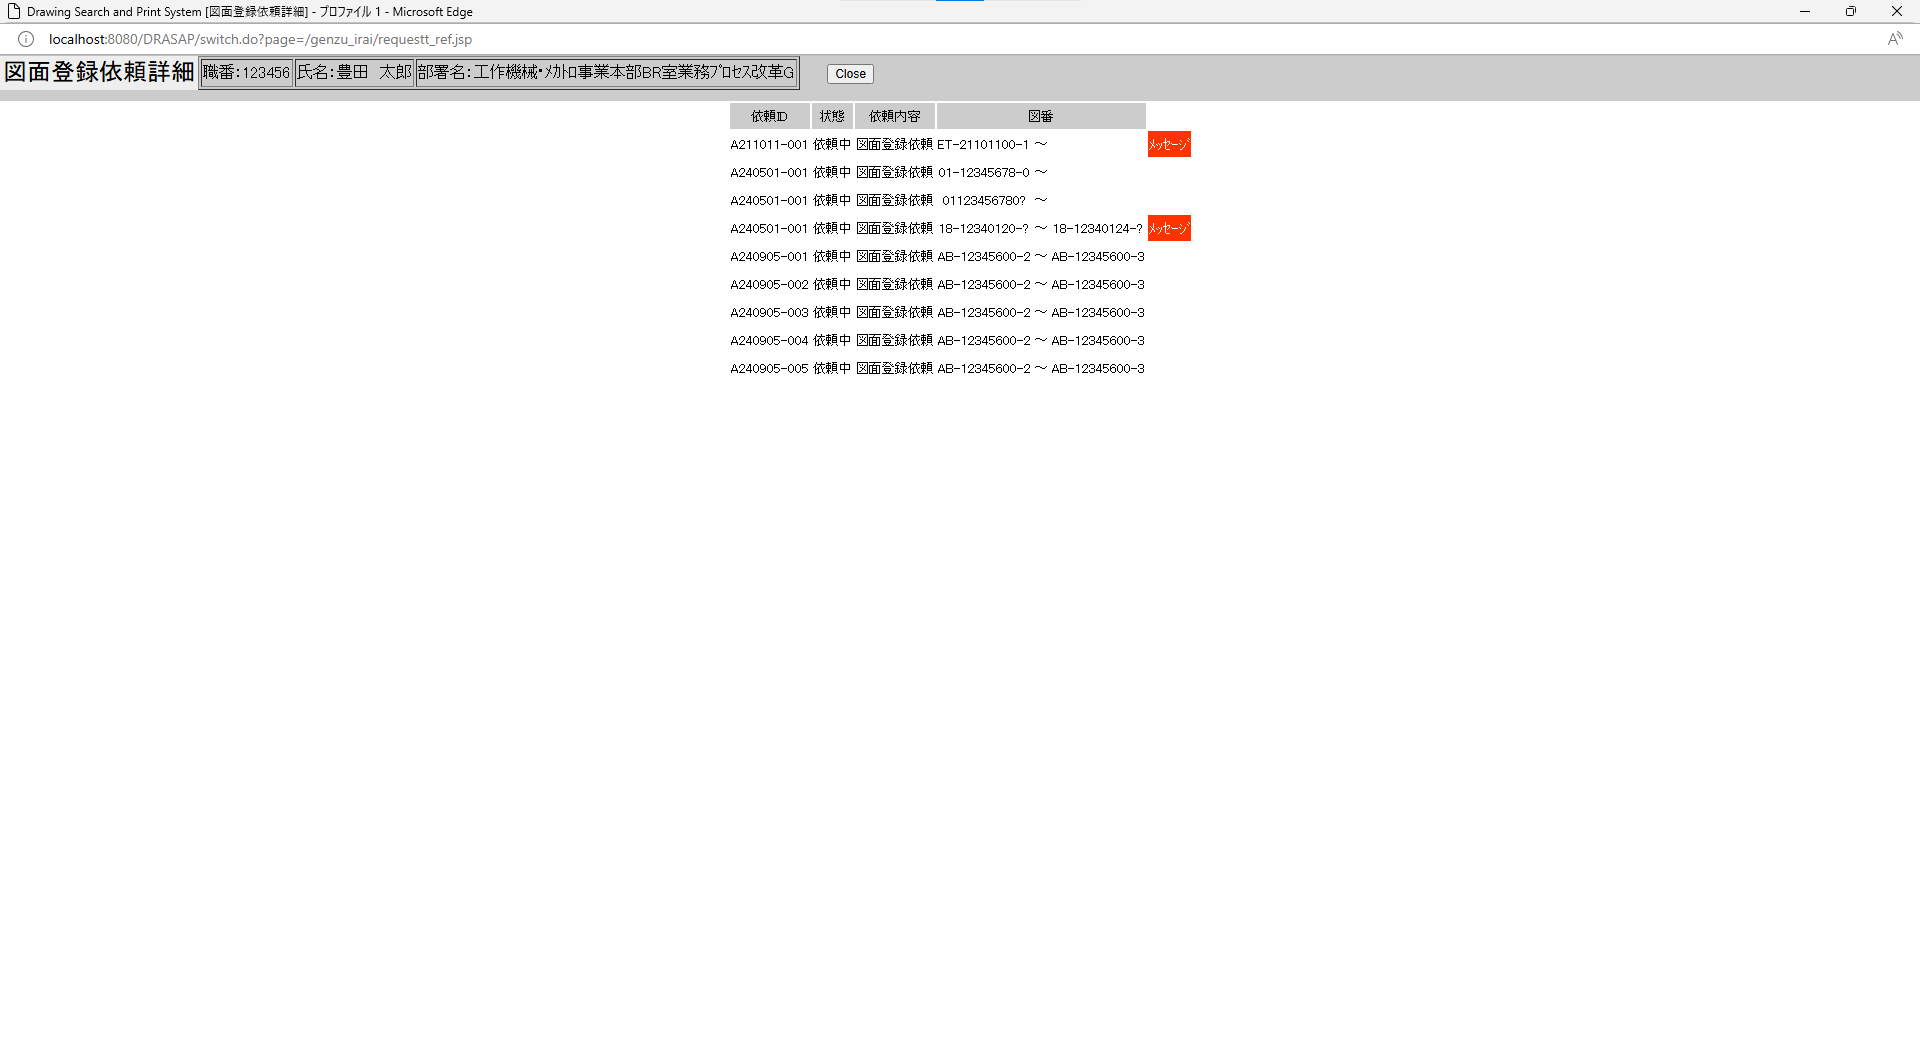 Drawing Search and Print System [図面登録依頼詳細] - プロファイル 1 - Microsoft Edge
localhost:8080/DRASAP/switch.do?page=/genzu_irai/requestt_ref.jsp
図面登録依頼詳細 職番：123456 氏名：豊田　太郎 部署名：工作機械・ﾒｶﾄﾛ事業本部BR室業務ﾌﾟﾛｾｽ改革G Close
依頼ID 状態 依頼内容 図番
A211011-001 依頼中 図面登録依頼 ET-21101100-1 ～ ﾒｯｾｰｼﾞ
A240501-001 依頼中 図面登録依頼 01-12345678-0 ～
A240501-001 依頼中 図面登録依頼 01123456780? ～
A240501-001 依頼中 図面登録依頼 18-12340120-? ～ 18-12340124-? ﾒｯｾｰｼﾞ
A240905-001 依頼中 図面登録依頼 AB-12345600-2 ～ AB-12345600-3
A240905-002 依頼中 図面登録依頼 AB-12345600-2 ～ AB-12345600-3
A240905-003 依頼中 図面登録依頼 AB-12345600-2 ～ AB-12345600-3
A240905-004 依頼中 図面登録依頼 AB-12345600-2 ～ AB-12345600-3
A240905-005 依頼中 図面登録依頼 AB-12345600-2 ～ AB-12345600-3